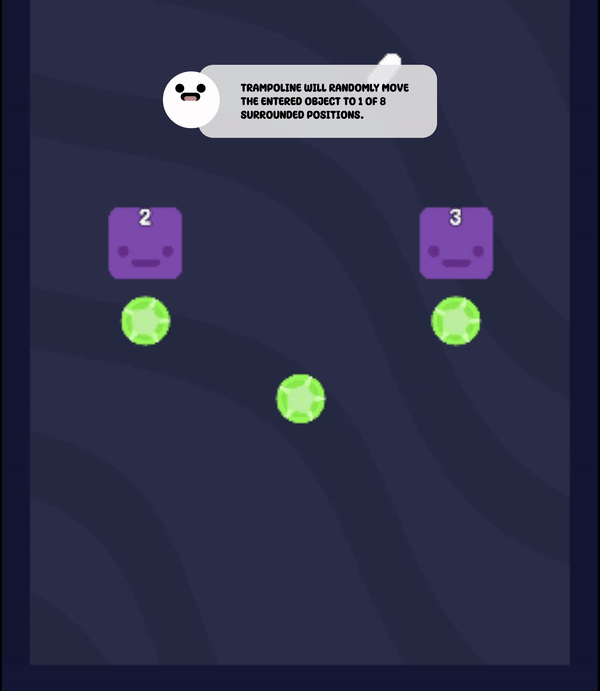 TRAMPOLINE WILL RANDOMLY MOVE
THE ENTERED OBJECT TO 1 OF 8
SURROUNDED POSITIONS.
2
3